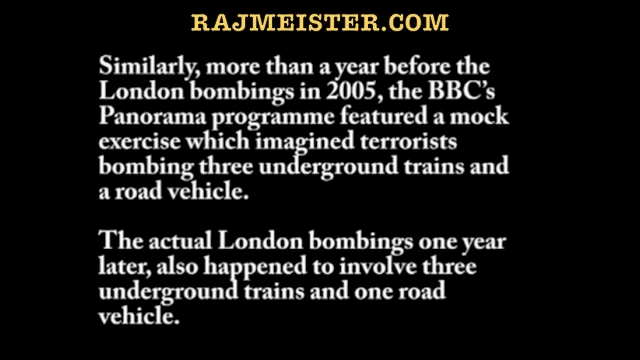 RAJMEISTER.COM
Similarly, more than a year before the
London bombings in 2005, the BBC's
Panorama programme featured a mock
exercise which imagined terrorists
bombing three underground trains and
a road vehicle.
The actual London bombings one year
later, also happened to involve three
underground trains and one road
vehicle.